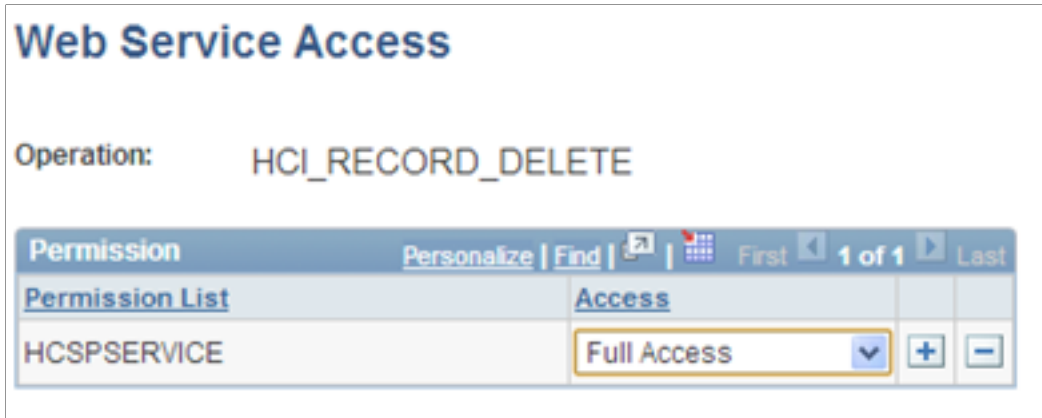 Web Service Access
Operation: HCI_RECORD_DELETE
Permission Personalize | Find | | First 1 of 1 Last
Permission List Access
HCSPSERVICE Full Access